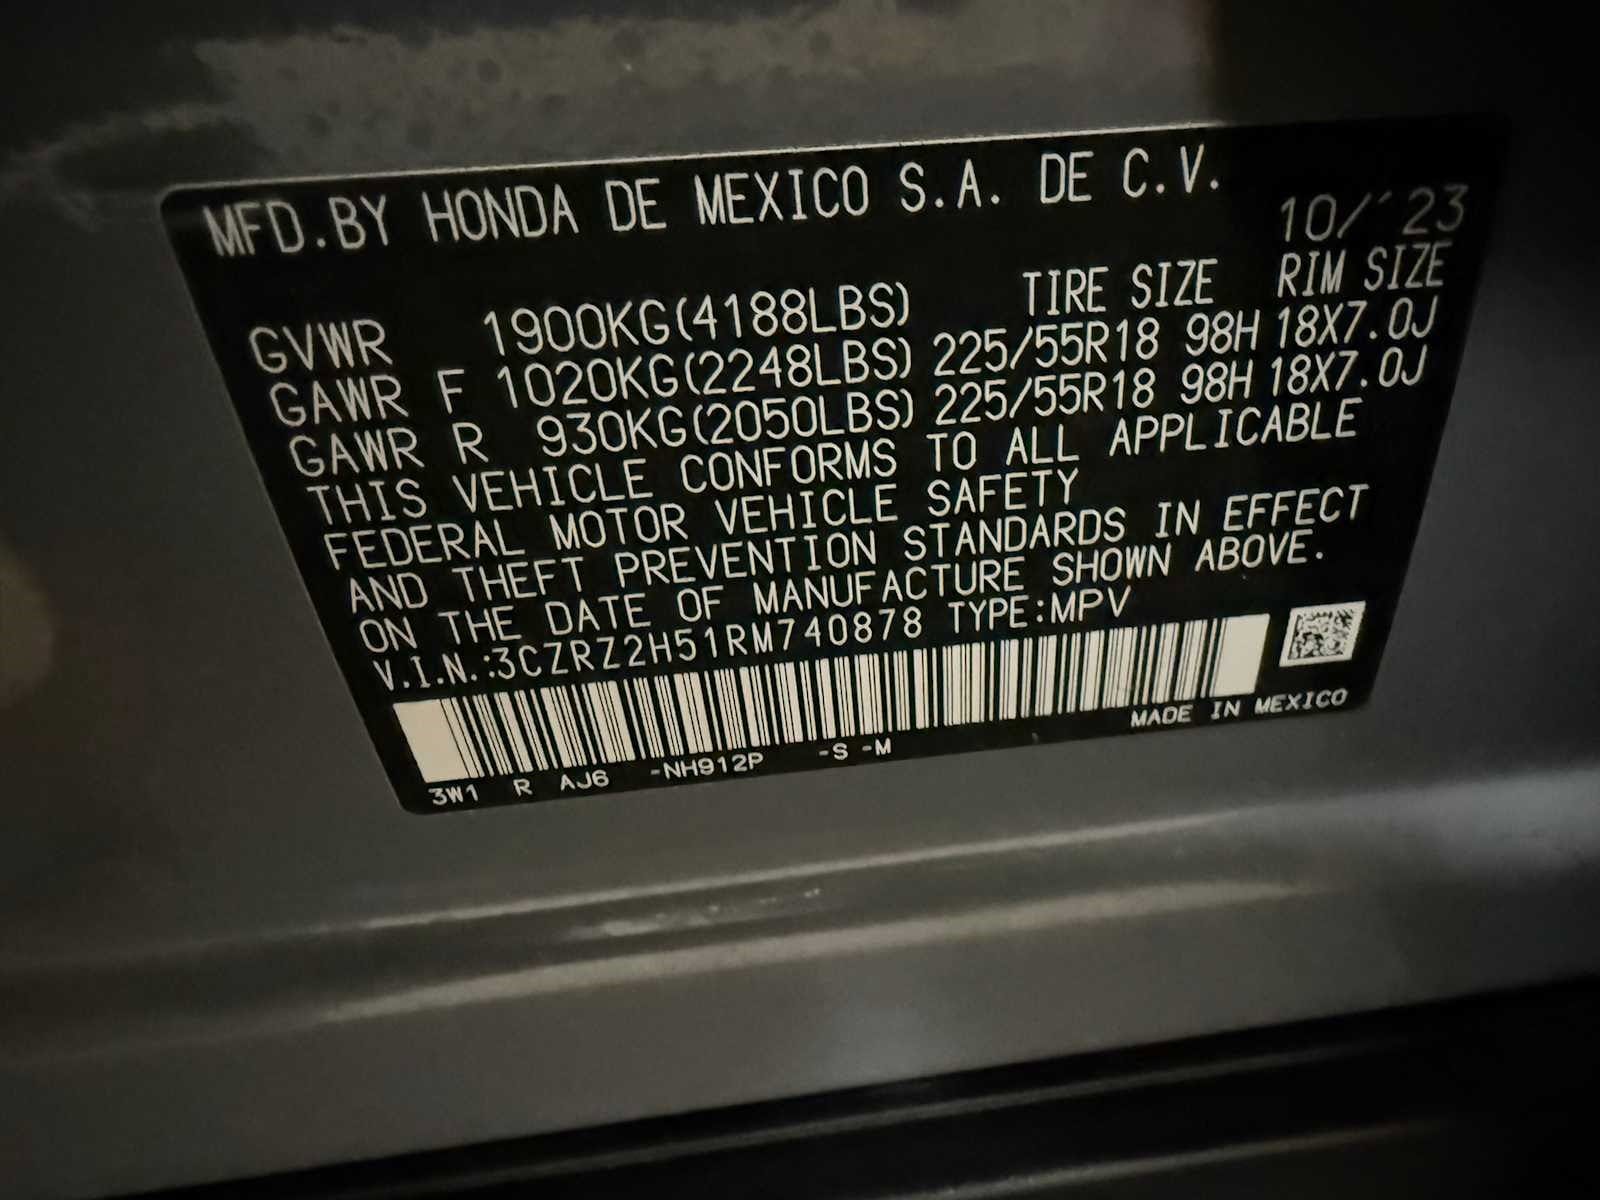 MFD.BY HONDA DE MEXICO S.A. DE C.V.
10/'23
TIRE SIZE RIM SIZE
GVWR 1900KG(4188LBS)
GAWR F 1020KG(2248LBS) 225/55R18 98H 18X7.0J
GAWR R 930KG(2050LBS) 225/55R18 98H 18X7.0J
THIS VEHICLE CONFORMS TO ALL APPLICABLE
FEDERAL MOTOR VEHICLE SAFETY
AND THEFT PREVENTION STANDARDS IN EFFECT
ON THE DATE OF MANUFACTURE SHOWN ABOVE.
V.I.N.:3CZRZ2H51RM740878 TYPE:MPV
MADE IN MEXICO
3W1 R AJ6 -NH912P -S -M